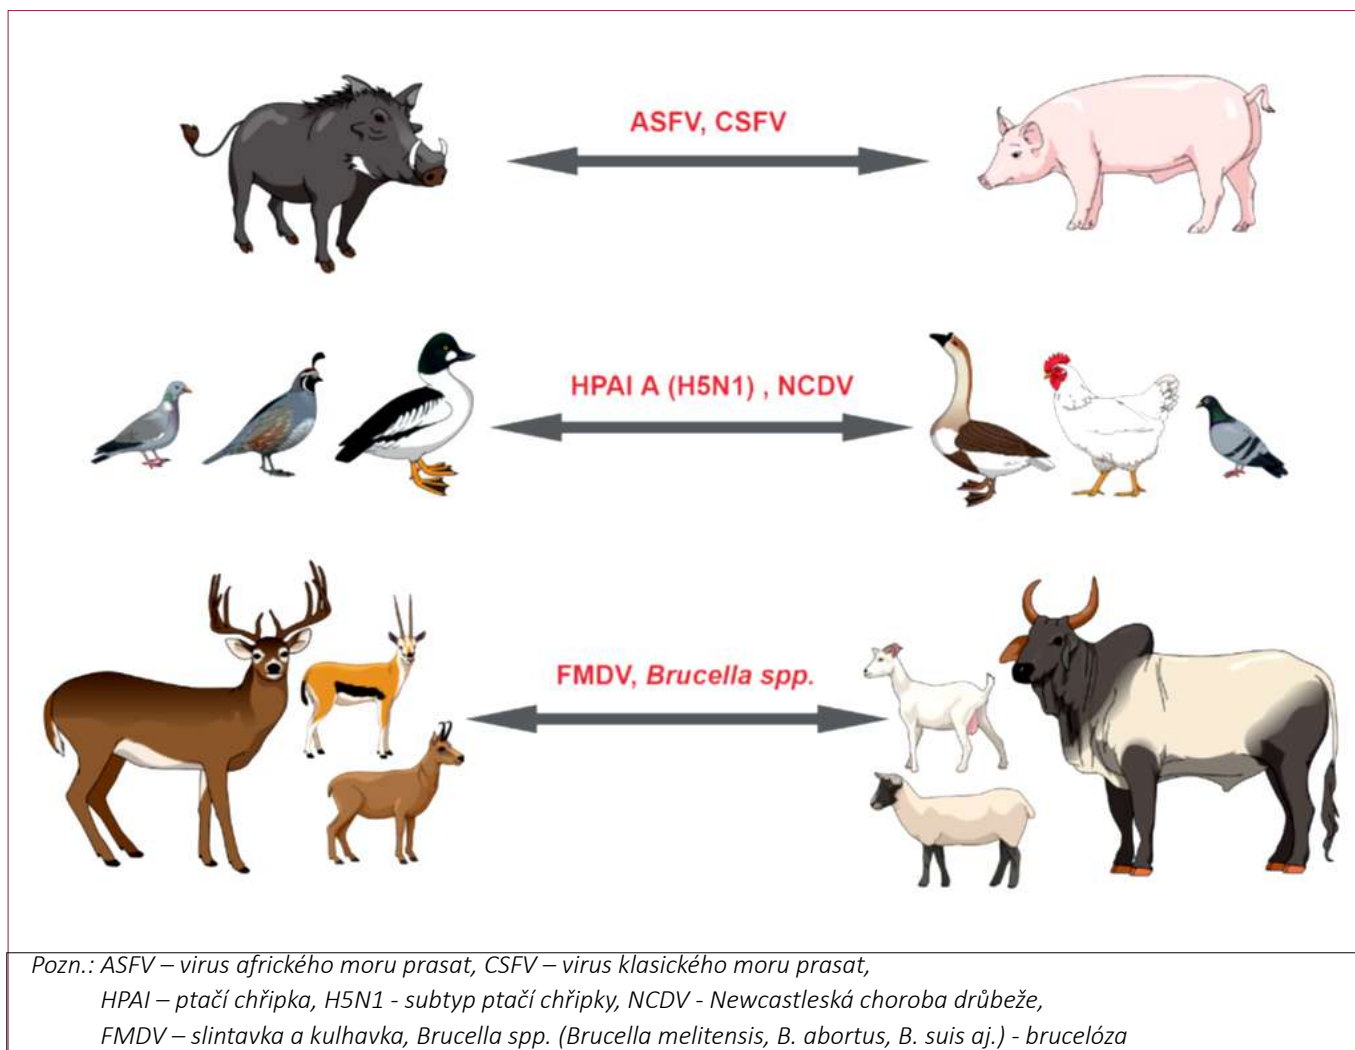 ASFV, CSFV
HPAI A (H5N1) , NCDV
FMDV, Brucella spp.
Pozn.: ASFV – virus afrického moru prasat, CSFV – virus klasického moru prasat,
HPAI – ptačí chřipka, H5N1 - subtyp ptačí chřipky, NCDV - Newcastleská choroba drůbeže,
FMDV – slintavka a kulhavka, Brucella spp. (Brucella melitensis, B. abortus, B. suis aj.) - brucelóza